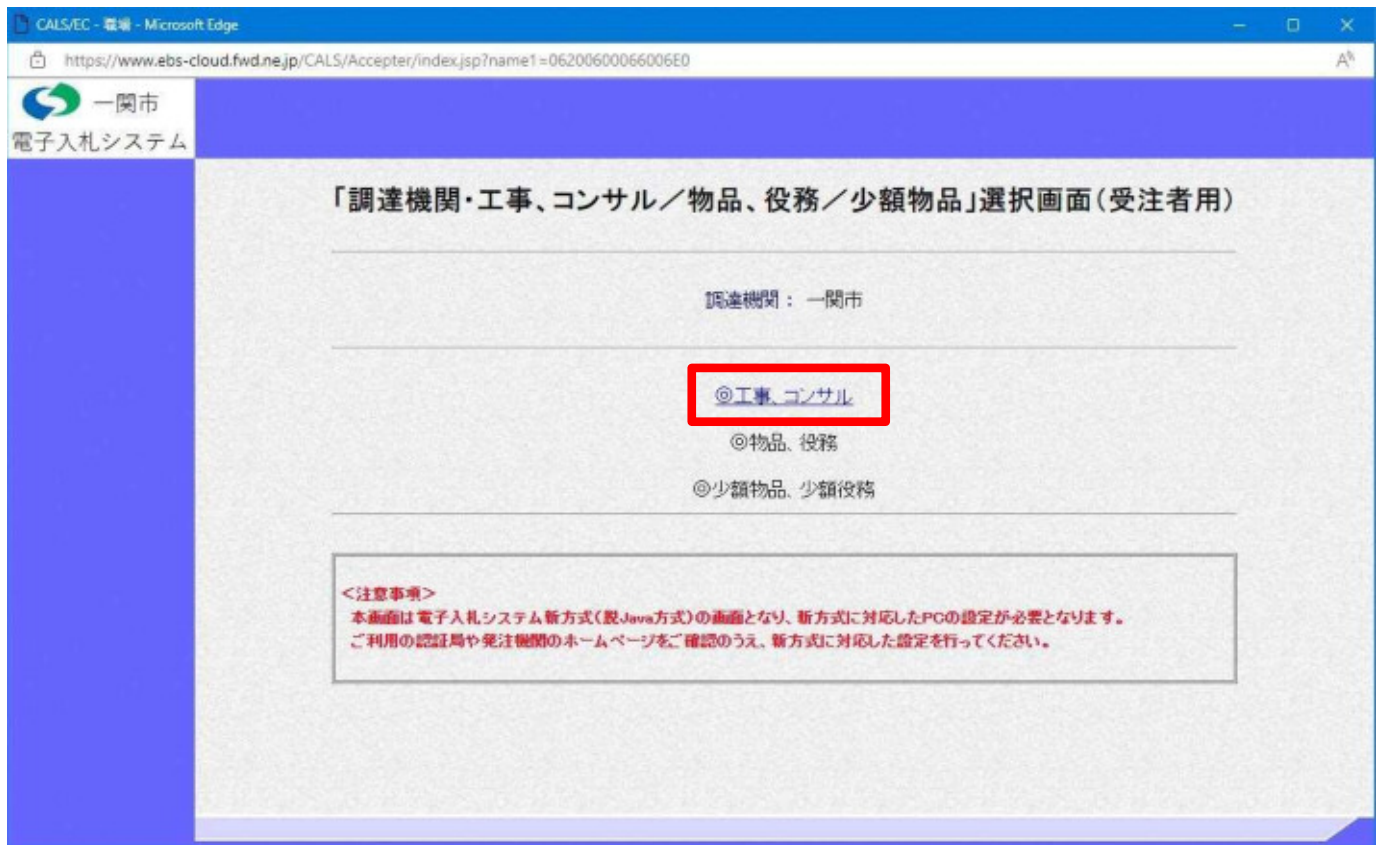 CALS/EC - 職場 - Microsoft Edge
https://www.ebs-cloud.fwd.ne.jp/CALS/Accepter/index.jsp?name1=06200600066006E0
一関市
電子入札システム
「調達機関・工事、コンサル／物品、役務／少額物品」選択画面（受注者用）
調達機関： 一関市
◎工事、コンサル
◎物品、役務
◎少額物品、少額役務
＜注意事項＞
本画面は電子入札システム新方式（脱Java方式）の画面となり、新方式に対応したPCの設定が必要となります。
ご利用の認証局や発注機関のホームページをご確認のうえ、新方式に対応した設定を行ってください。